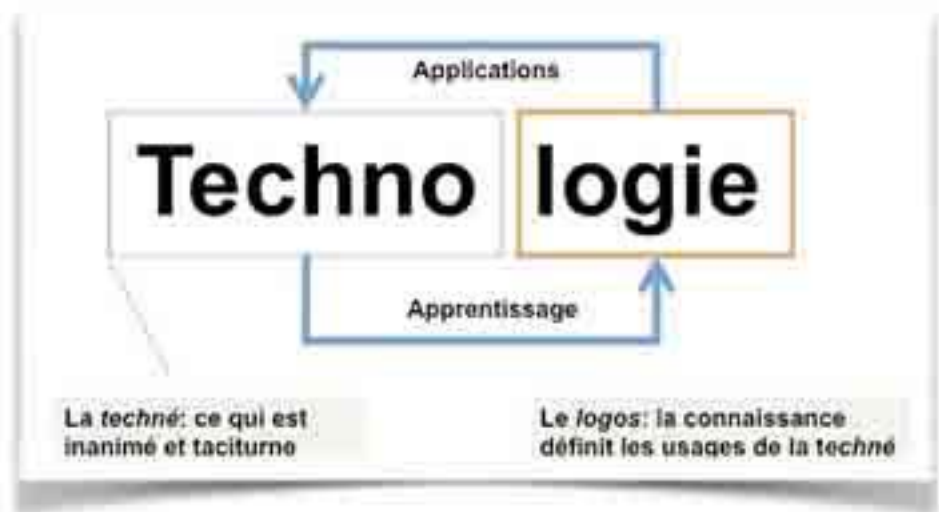 Applications
Techno logie
Apprentissage
La techné: ce qui est
inanimé et taciturne
Le logos: la connaissance
définit les usages de la techné